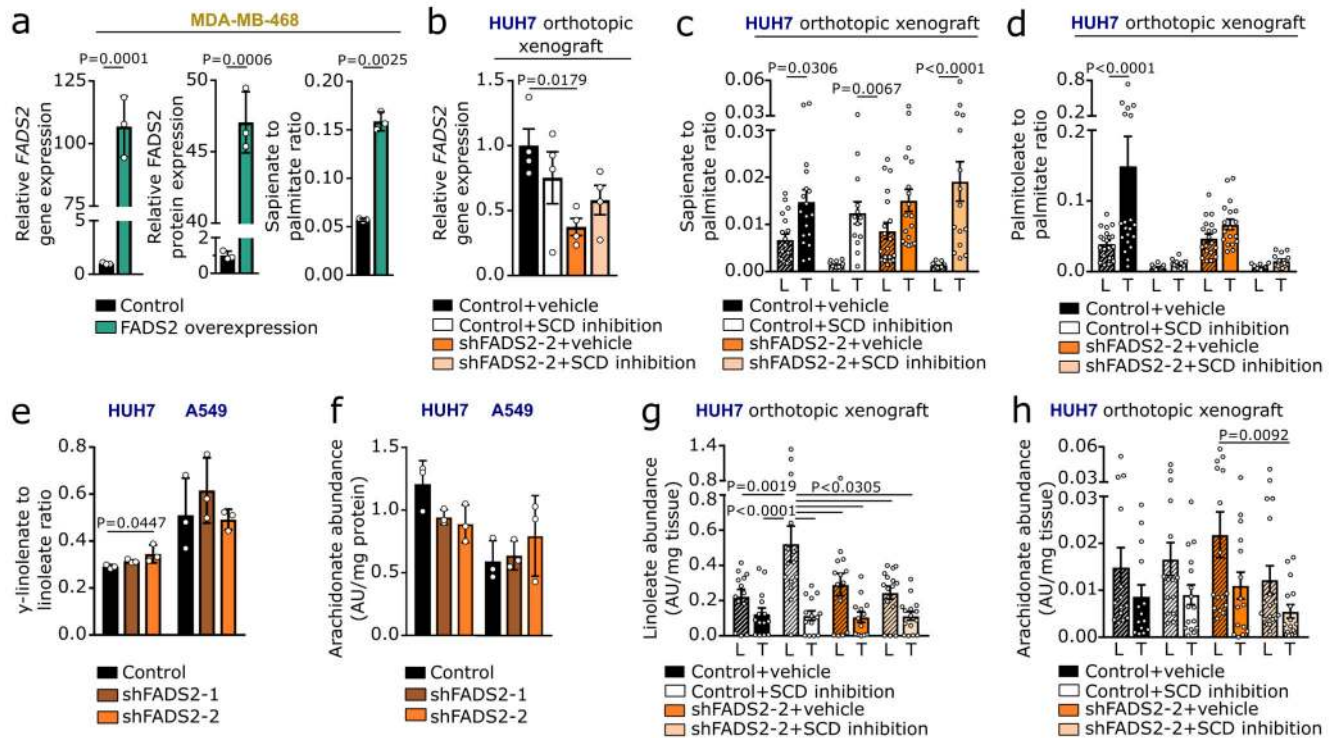 a
MDA-MB-468
P=0.0001
Relative FADS2
gene expression
125
100
75
5
0
P=0.0006
Relative FADS2
protein expression
50
45
40
2
1
0
P=0.0025
Sapienate to
palmitate ratio
0.20
0.15
0.10
0.05
0.00
Control
FADS2 overexpression
b
HUH7 orthotopic
xenograft
P=0.0179
Relative FADS2
gene expression
1.5
1.0
0.5
0.0
Control+vehicle
Control+SCD inhibition
shFADS2-2+vehicle
shFADS2-2+SCD inhibition
c
HUH7 orthotopic xenograft
P=0.0306
P=0.0067
P<0.0001
Sapienate to
palmitate ratio
0.06
0.03
0.02
0.01
0.00
L T L T L T L T
Control+vehicle
Control+SCD inhibition
shFADS2-2+vehicle
shFADS2-2+SCD inhibition
d
HUH7 orthotopic xenograft
P<0.0001
Palmitoleate to
palmitate ratio
0.8
0.2
0.1
0.0
L T L T L T L T
Control+vehicle
Control+SCD inhibition
shFADS2-2+vehicle
shFADS2-2+SCD inhibition
e
HUH7 A549
P=0.0447
y-linolenate to
linoleate ratio
0.8
0.6
0.4
0.2
0.0
Control
shFADS2-1
shFADS2-2
f
HUH7 A549
Arachidonate abundance
(AU/mg protein)
1.5
1.0
0.5
0.0
Control
shFADS2-1
shFADS2-2
g
HUH7 orthotopic xenograft
P=0.0019
P<0.0305
P<0.0001
Linoleate abundance
(AU/mg tissue)
1.4
0.8
0.6
0.4
0.2
0.0
L T L T L T L T
Control+vehicle
Control+SCD inhibition
shFADS2-2+vehicle
shFADS2-2+SCD inhibition
h
HUH7 orthotopic xenograft
P=0.0092
Arachidonate abundance
(AU/mg tissue)
0.06
0.03
0.02
0.01
0.00
L T L T L T L T
Control+vehicle
Control+SCD inhibition
shFADS2-2+vehicle
shFADS2-2+SCD inhibition